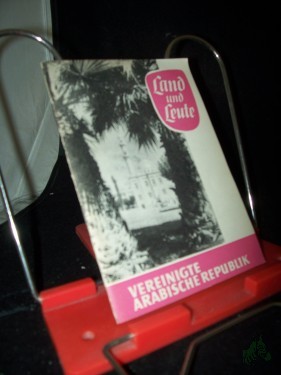 Land
und
Leute
VEREINIGTE
ARABISCHE REPUBLIK